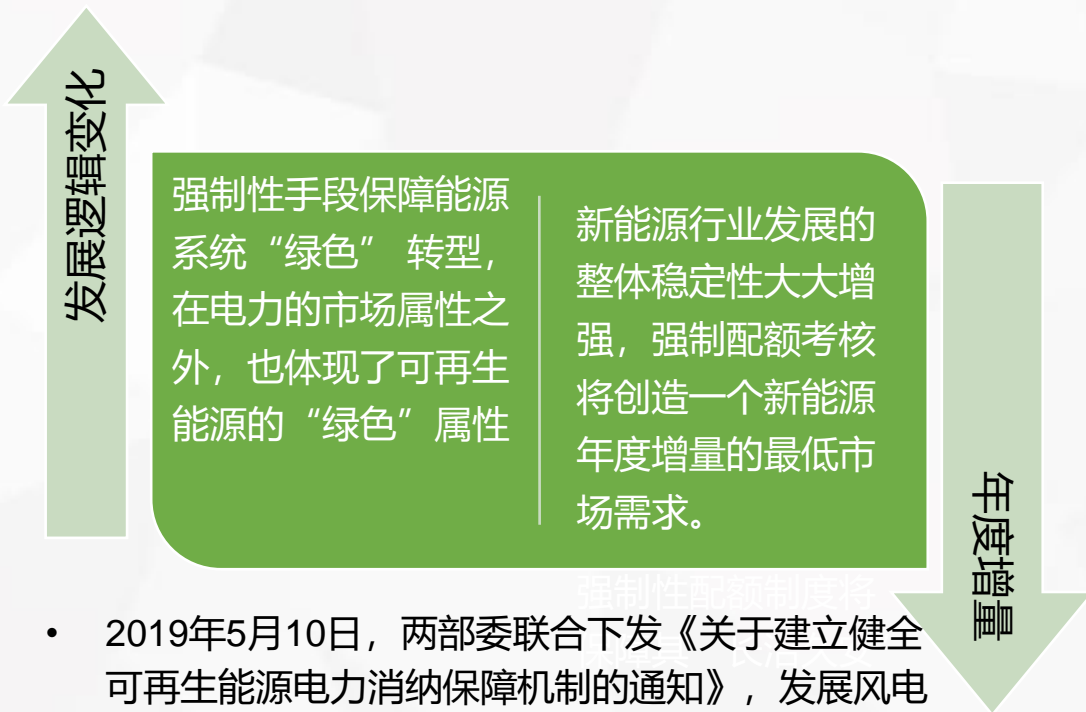 发展逻辑变化
强制性手段保障能源
系统“绿色” 转型，
在电力的市场属性之
外，也体现了可再生
能源的“绿色”属性
新能源行业发展的
整体稳定性大大增
强，强制配额考核
将创造一个新能源
年度增量的最低市
场需求。
强制性配额制度将
年度增量
• 2019年5月10日，两部委联合下发《关于建立健全
可再生能源电力消纳保障机制的通知》，发展风电